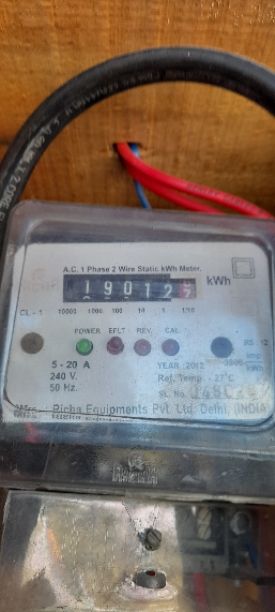 A.C. 1 Phase 2 Wire Static kWh Meter.
19012 kWh
CL - 1 10000 1000 100 10 1 1/10
POWER EFLT REV. CAL
5 - 20 A YEAR : 2012
240 V. Ref. Temp. - 27°C
50 Hz. SL. No.
Richa Equipments Pvt. Ltd. Delhi, (INDIA